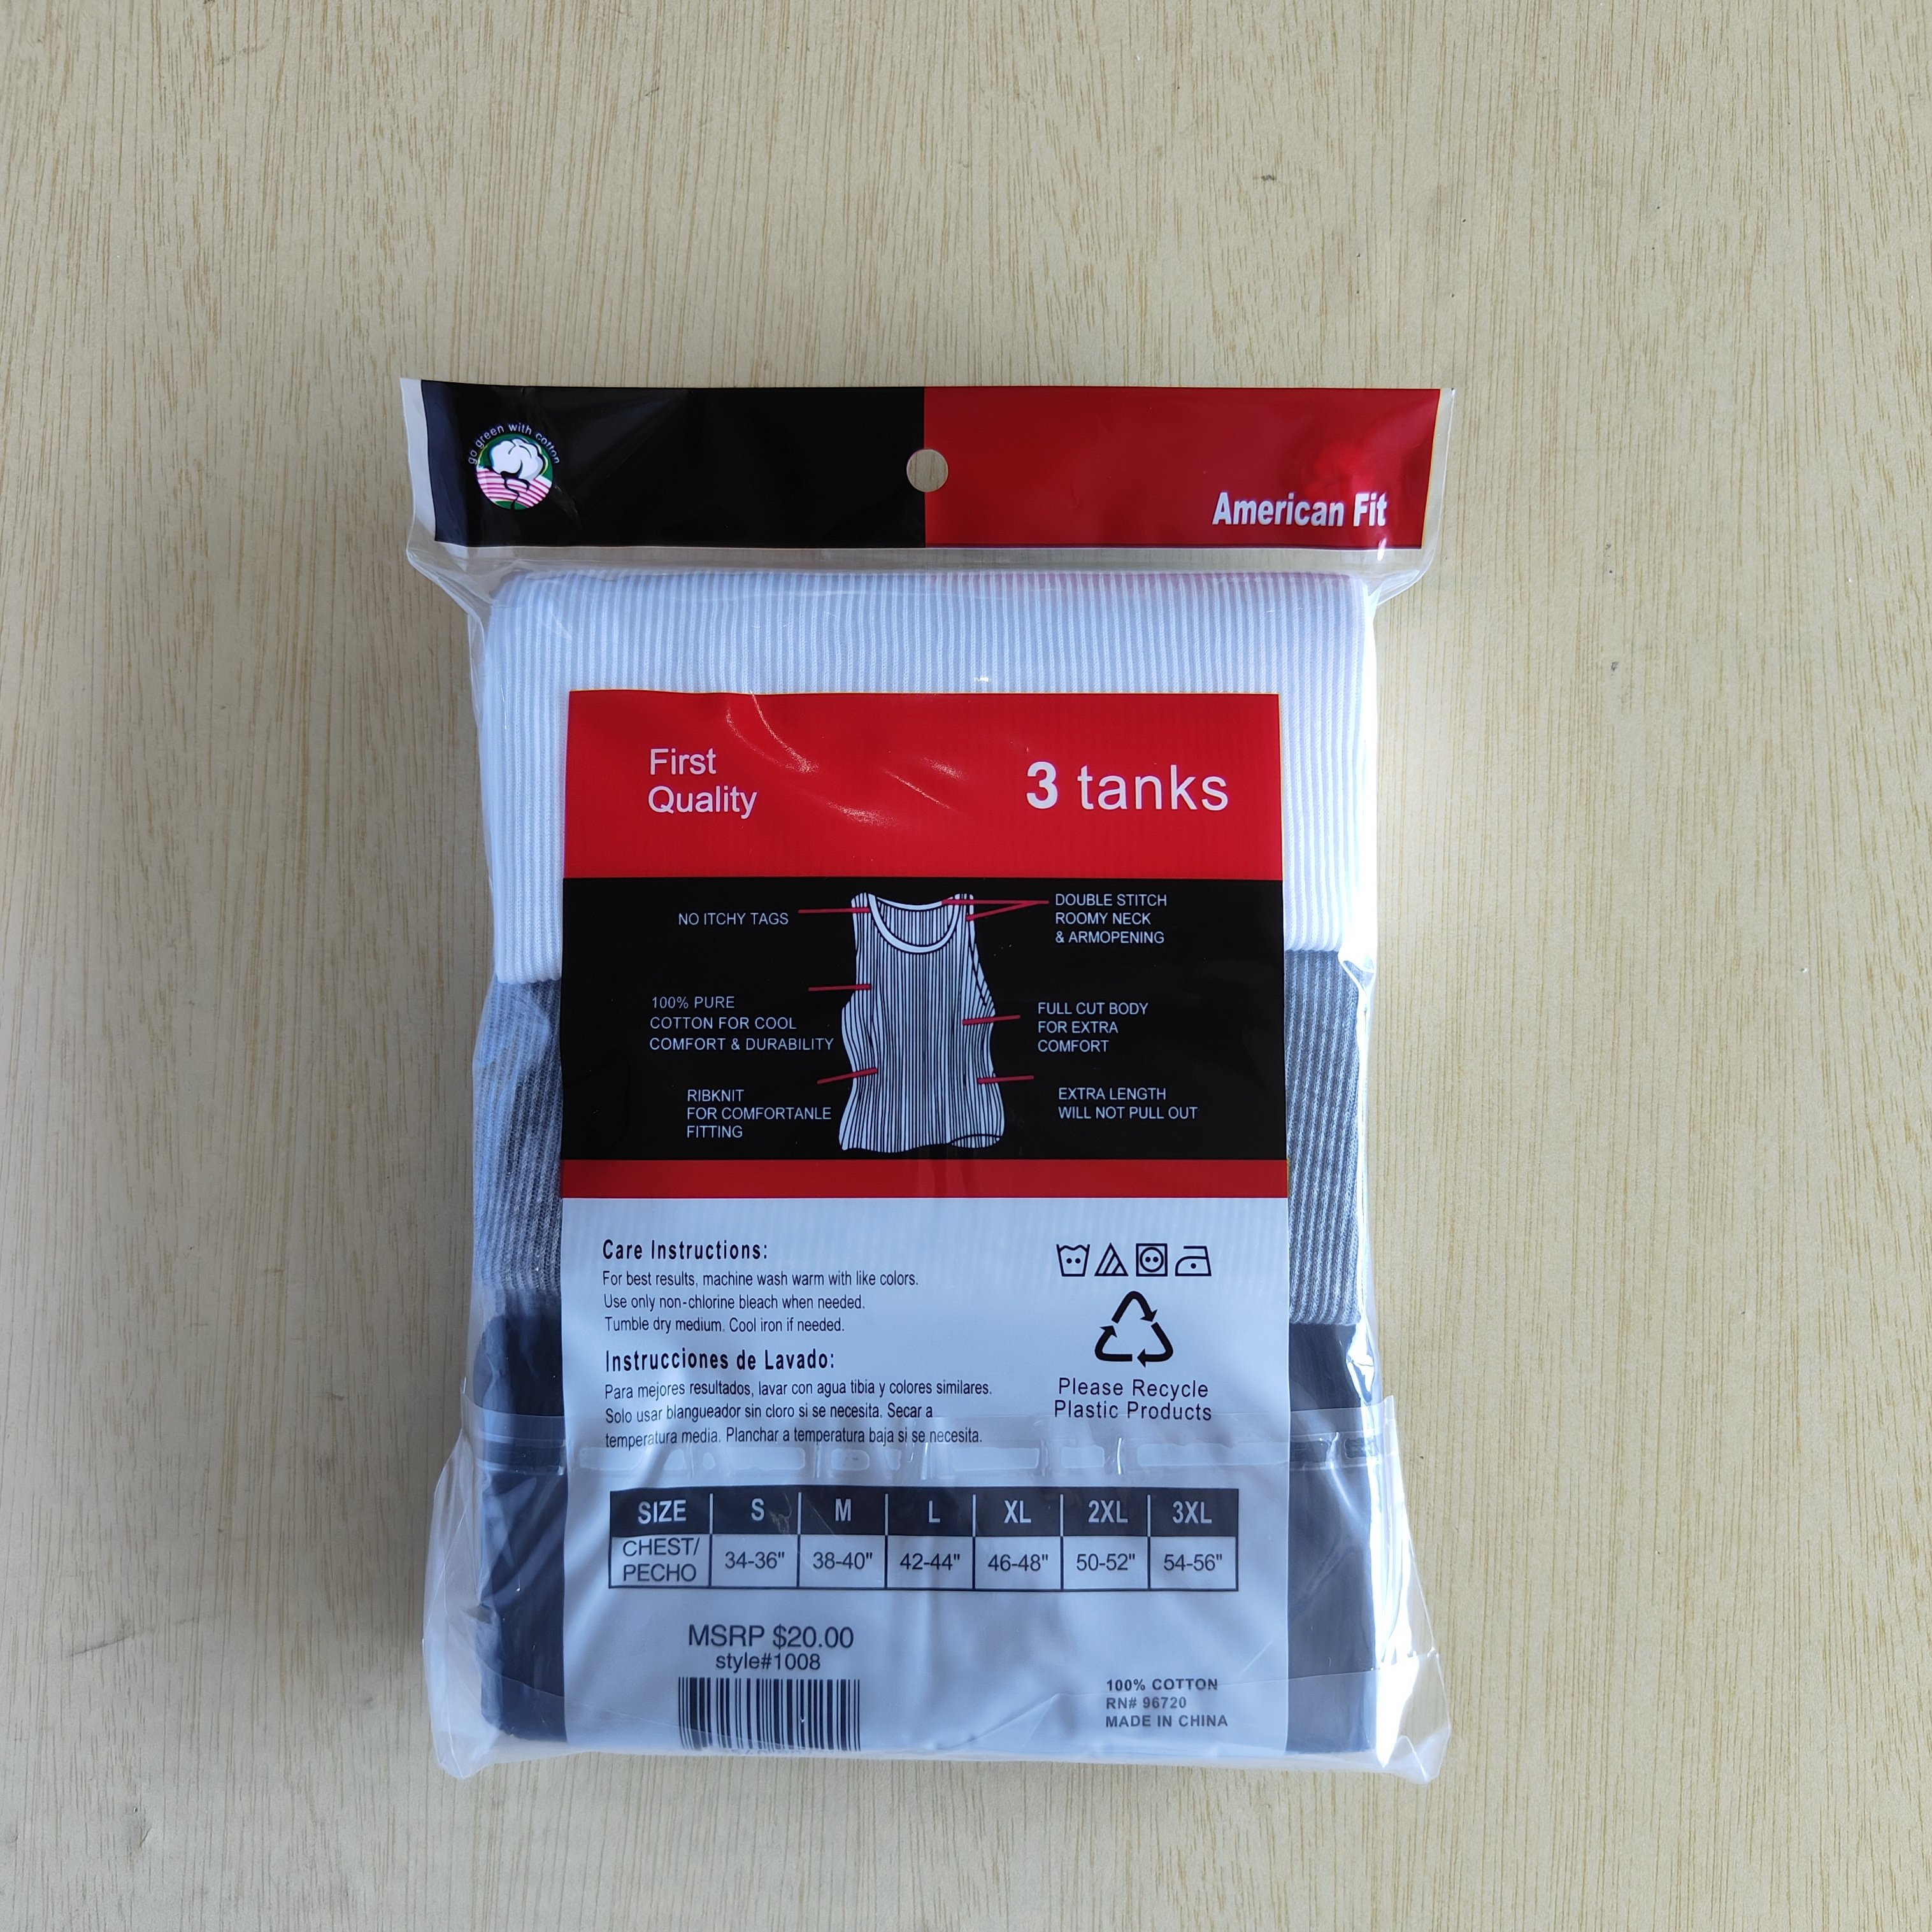 go green with cotton
American Fit
First
Quality
3 tanks
NO ITCHY TAGS
DOUBLE STITCH
ROOMY NECK
& ARMOPENING
100% PURE
COTTON FOR COOL
COMFORT & DURABILITY
FULL CUT BODY
FOR EXTRA
COMFORT
RIBKNIT
FOR COMFORTANLE
FITTING
EXTRA LENGTH
WILL NOT PULL OUT
Care Instructions:
For best results, machine wash warm with like colors.
Use only non-chlorine bleach when needed.
Tumble dry medium. Cool iron if needed.
Instrucciones de Lavado:
Para mejores resultados, lavar con agua tibia y colores similares.
Solo usar blangueador sin cloro si se necesita. Secar a
temperatura media. Planchar a temperatura baja si se necesita.
Please Recycle
Plastic Products
SIZE S M L XL 2XL 3XL
CHEST/
PECHO 34-36" 38-40" 42-44" 46-48" 50-52" 54-56"
MSRP $20.00
style#1008
100% COTTON
RN# 96720
MADE IN CHINA